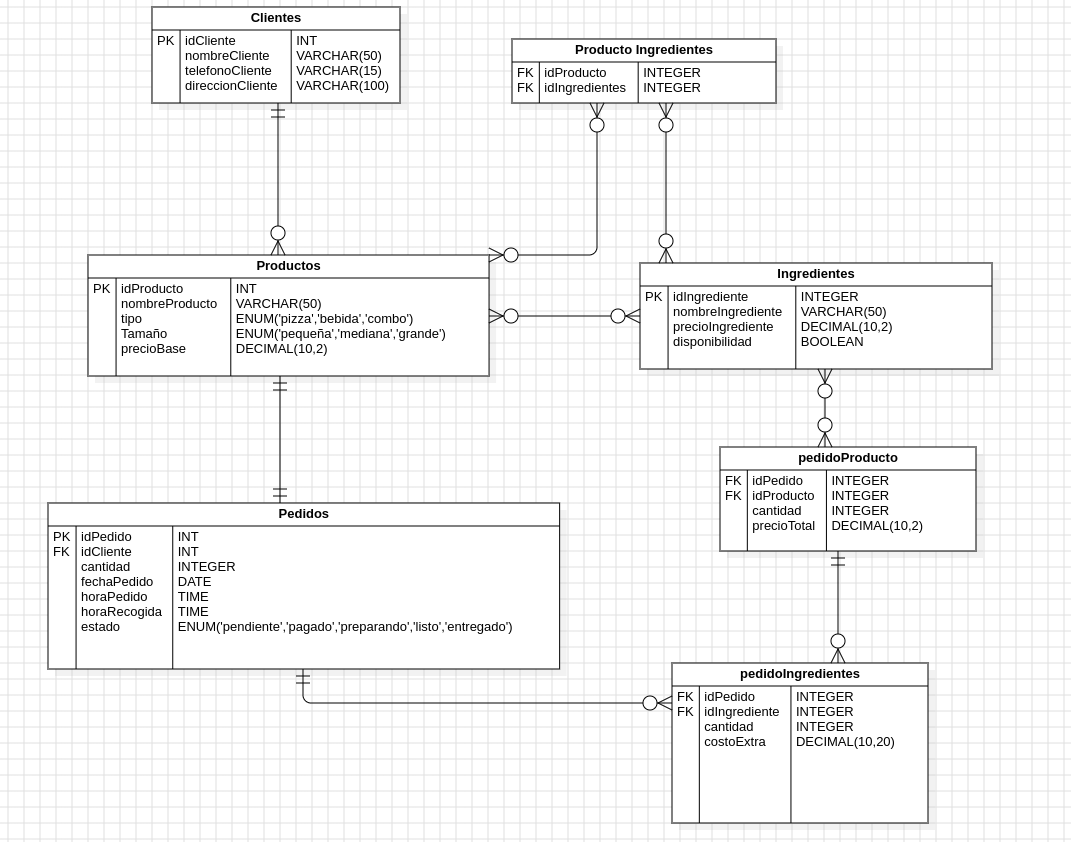 Clientes
PK idCliente INT
nombreCliente VARCHAR(50)
telefonoCliente VARCHAR(15)
direccionCliente VARCHAR(100)
Producto Ingredientes
FK idProducto INTEGER
FK idIngredientes INTEGER
Productos
PK idProducto INT
nombreProducto VARCHAR(50)
tipo ENUM('pizza','bebida','combo')
Tamaño ENUM('pequeña','mediana','grande')
precioBase DECIMAL(10,2)
Ingredientes
PK idIngrediente INTEGER
nombreIngrediente VARCHAR(50)
precioIngrediente DECIMAL(10,2)
disponibilidad BOOLEAN
pedidoProducto
FK idPedido INTEGER
FK idProducto INTEGER
cantidad INTEGER
precioTotal DECIMAL(10,2)
Pedidos
PK idPedido INT
FK idCliente INT
cantidad INTEGER
fechaPedido DATE
horaPedido TIME
horaRecogida TIME
estado ENUM('pendiente','pagado','preparando','listo','entregado')
pedidoIngredientes
FK idPedido INTEGER
FK idIngrediente INTEGER
cantidad INTEGER
costoExtra DECIMAL(10,20)